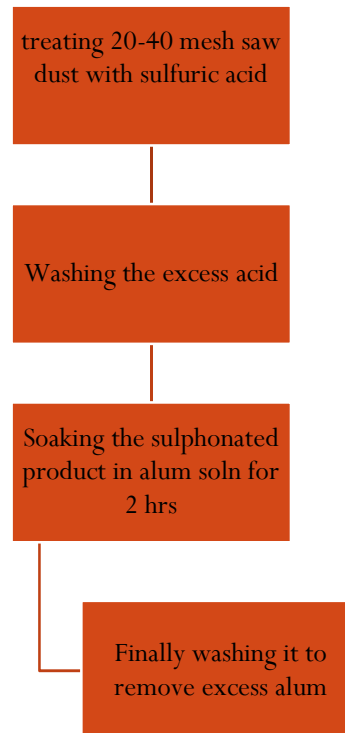 treating 20-40 mesh saw
dust with sulfuric acid
Washing the excess acid
Soaking the sulphonated
product in alum soln for
2 hrs
Finally washing it to
remove excess alum